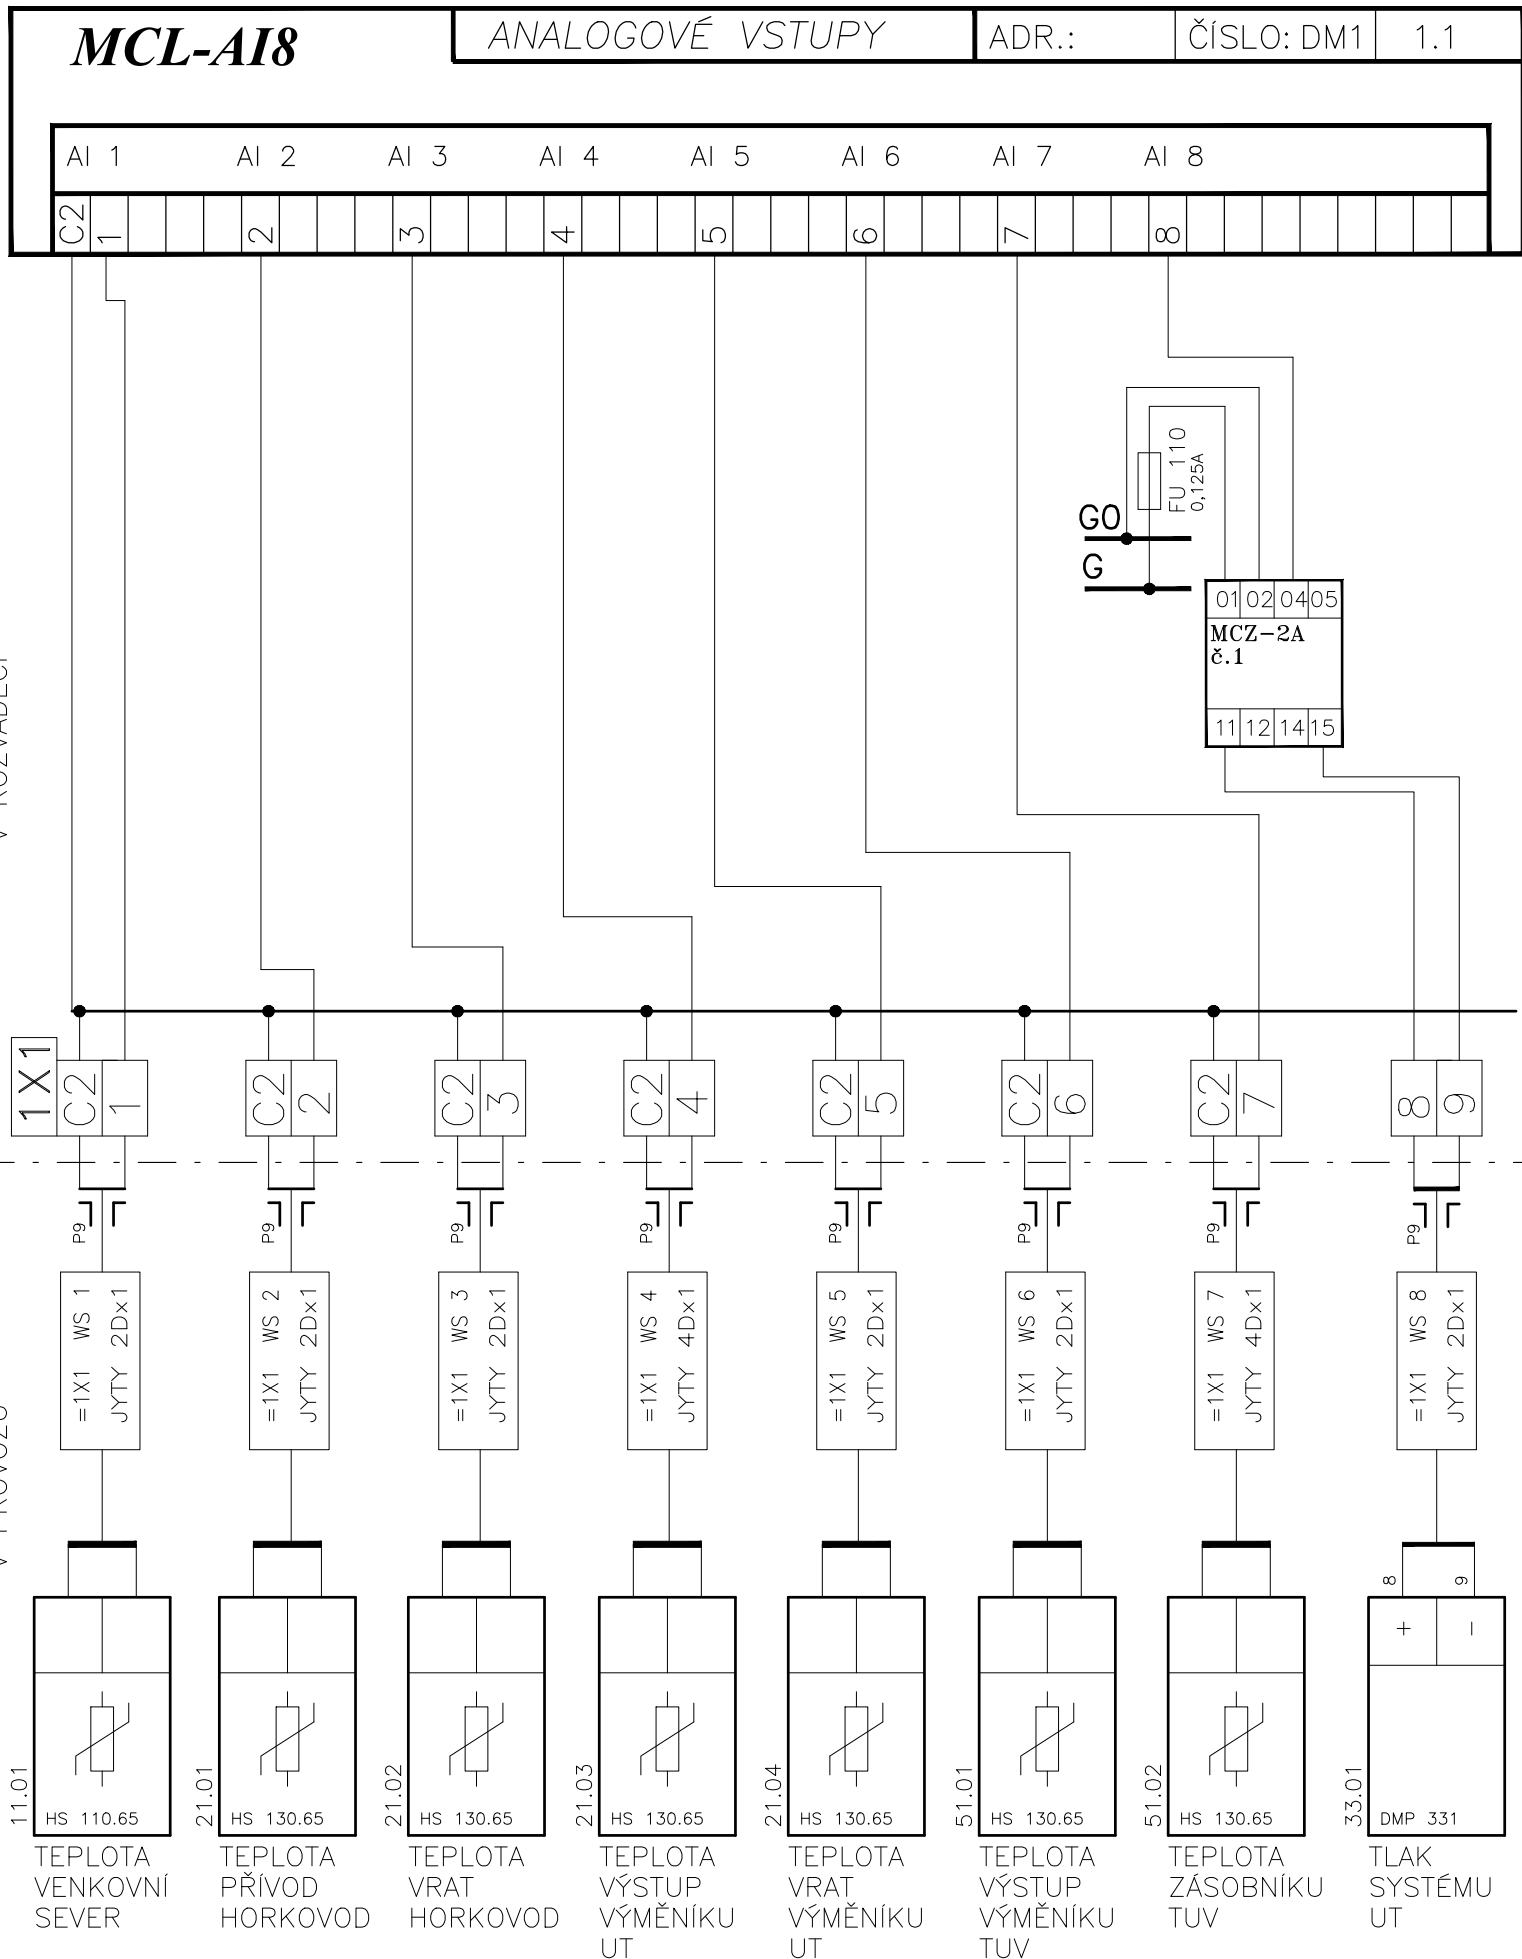 MCL-AI8
ANALOGOVÉ VSTUPY
ADR.:
ČÍSLO: DM1
1.1
AI 1
AI 2
AI 3
AI 4
AI 5
AI 6
AI 7
AI 8
C2
1
2
3
4
5
6
7
8
FU 110
0,125A
G0
G
01 02 04 05
MCZ-2A
č.1
11 12 14 15
1X1
C2 1
C2 2
C2 3
C2 4
C2 5
C2 6
C2 7
8 9
P9
P9
P9
P9
P9
P9
P9
P9
=1X1 WS 1
JYTY 2Dx1
=1X1 WS 2
JYTY 2Dx1
=1X1 WS 3
JYTY 2Dx1
=1X1 WS 4
JYTY 4Dx1
=1X1 WS 5
JYTY 2Dx1
=1X1 WS 6
JYTY 2Dx1
=1X1 WS 7
JYTY 4Dx1
=1X1 WS 8
JYTY 2Dx1
8
9
+
−
11.01
HS 110.65
TEPLOTA
VENKOVNÍ
SEVER
21.01
HS 130.65
TEPLOTA
PŘÍVOD
HORKOVOD
21.02
HS 130.65
TEPLOTA
VRAT
HORKOVOD
21.03
HS 130.65
TEPLOTA
VÝSTUP
VÝMĚNÍKU
UT
21.04
HS 130.65
TEPLOTA
VRAT
VÝMĚNÍKU
UT
51.01
HS 130.65
TEPLOTA
VÝSTUP
VÝMĚNÍKU
TUV
51.02
HS 130.65
TEPLOTA
ZÁSOBNÍKU
TUV
33.01
DMP 331
TLAK
SYSTÉMU
UT